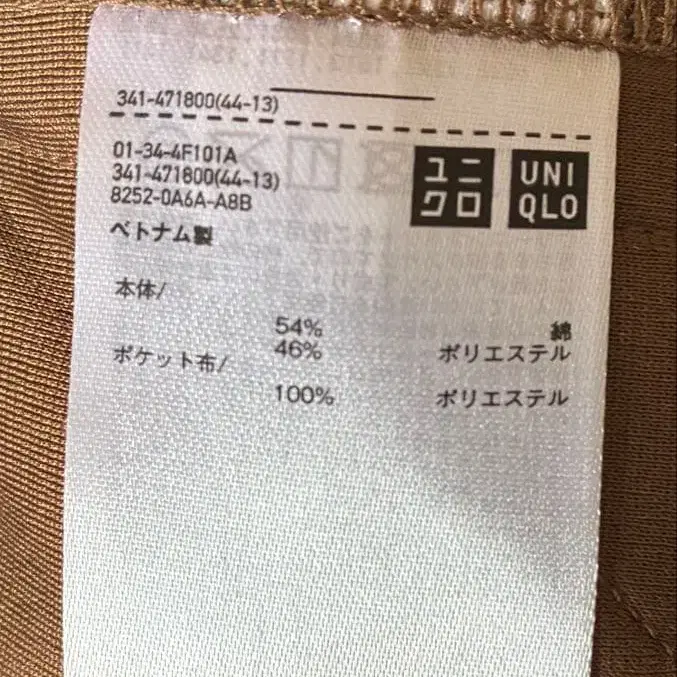 341-471800(44-13)
01-34-4F101A
341-471800(44-13)
8252-0A6A-A8B
ユニ
クロ
UNI
QLO
ベトナム製
本体/
54% 綿
46% ポリエステル
ポケット布/
100% ポリエステル